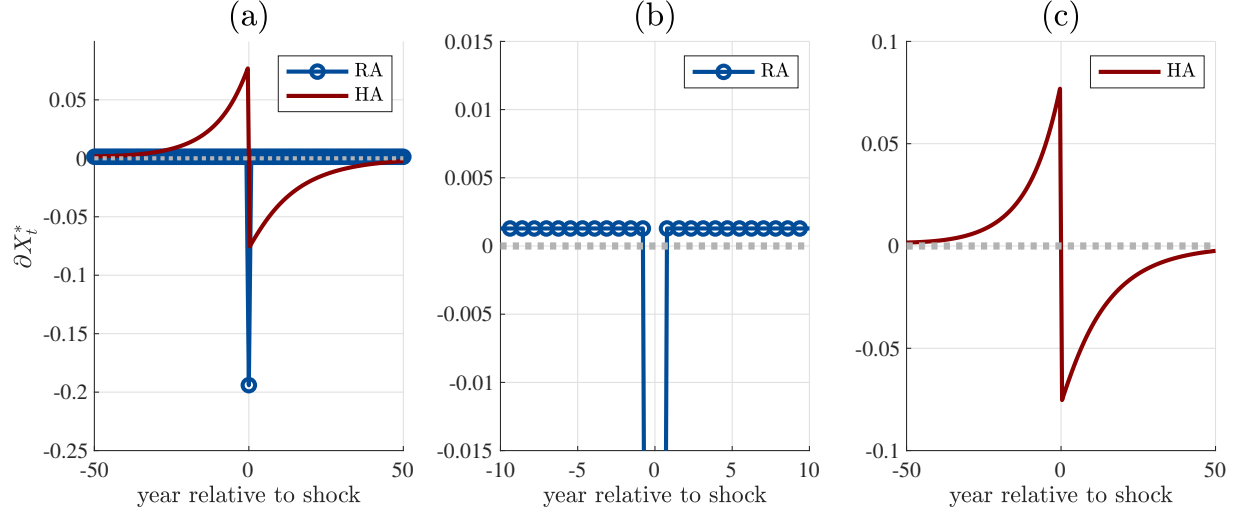 (a)
RA
HA
0.05
0
-0.05
-0.1
-0.15
-0.2
-0.25
∂X*t
-50
0
50
year relative to shock
(b)
RA
0.015
0.01
0.005
0
-0.005
-0.01
-0.015
-10
-5
0
5
10
year relative to shock
(c)
HA
0.1
0.05
0
-0.05
-0.1
-50
0
50
year relative to shock